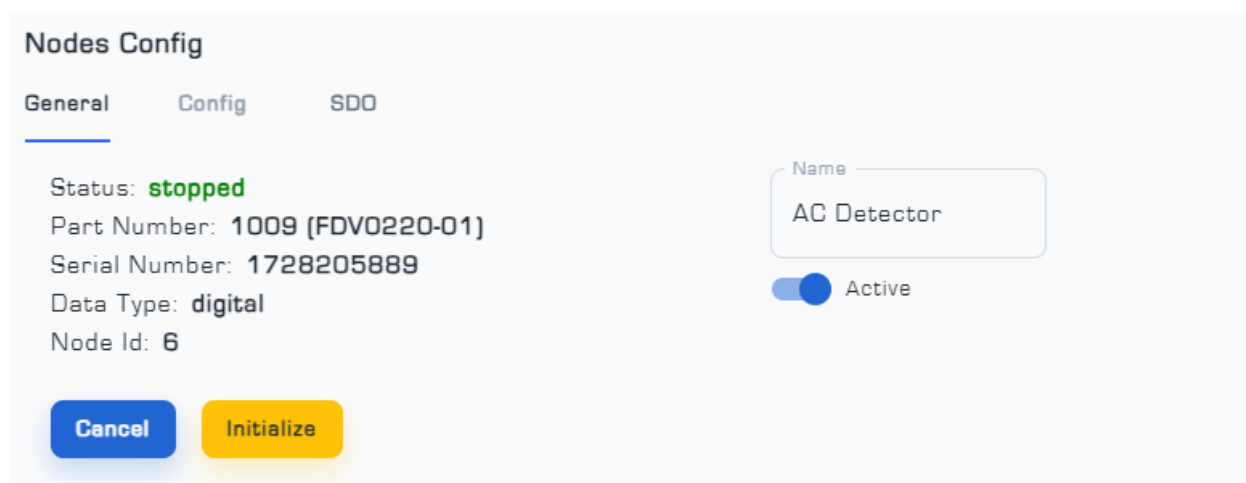 Nodes Config
General Config SDO
Status: stopped
Part Number: 1009 (FDV0220-01)
Serial Number: 1728205889
Data Type: digital
Node Id: 6
Name
AC Detector
Active
Cancel Initialize